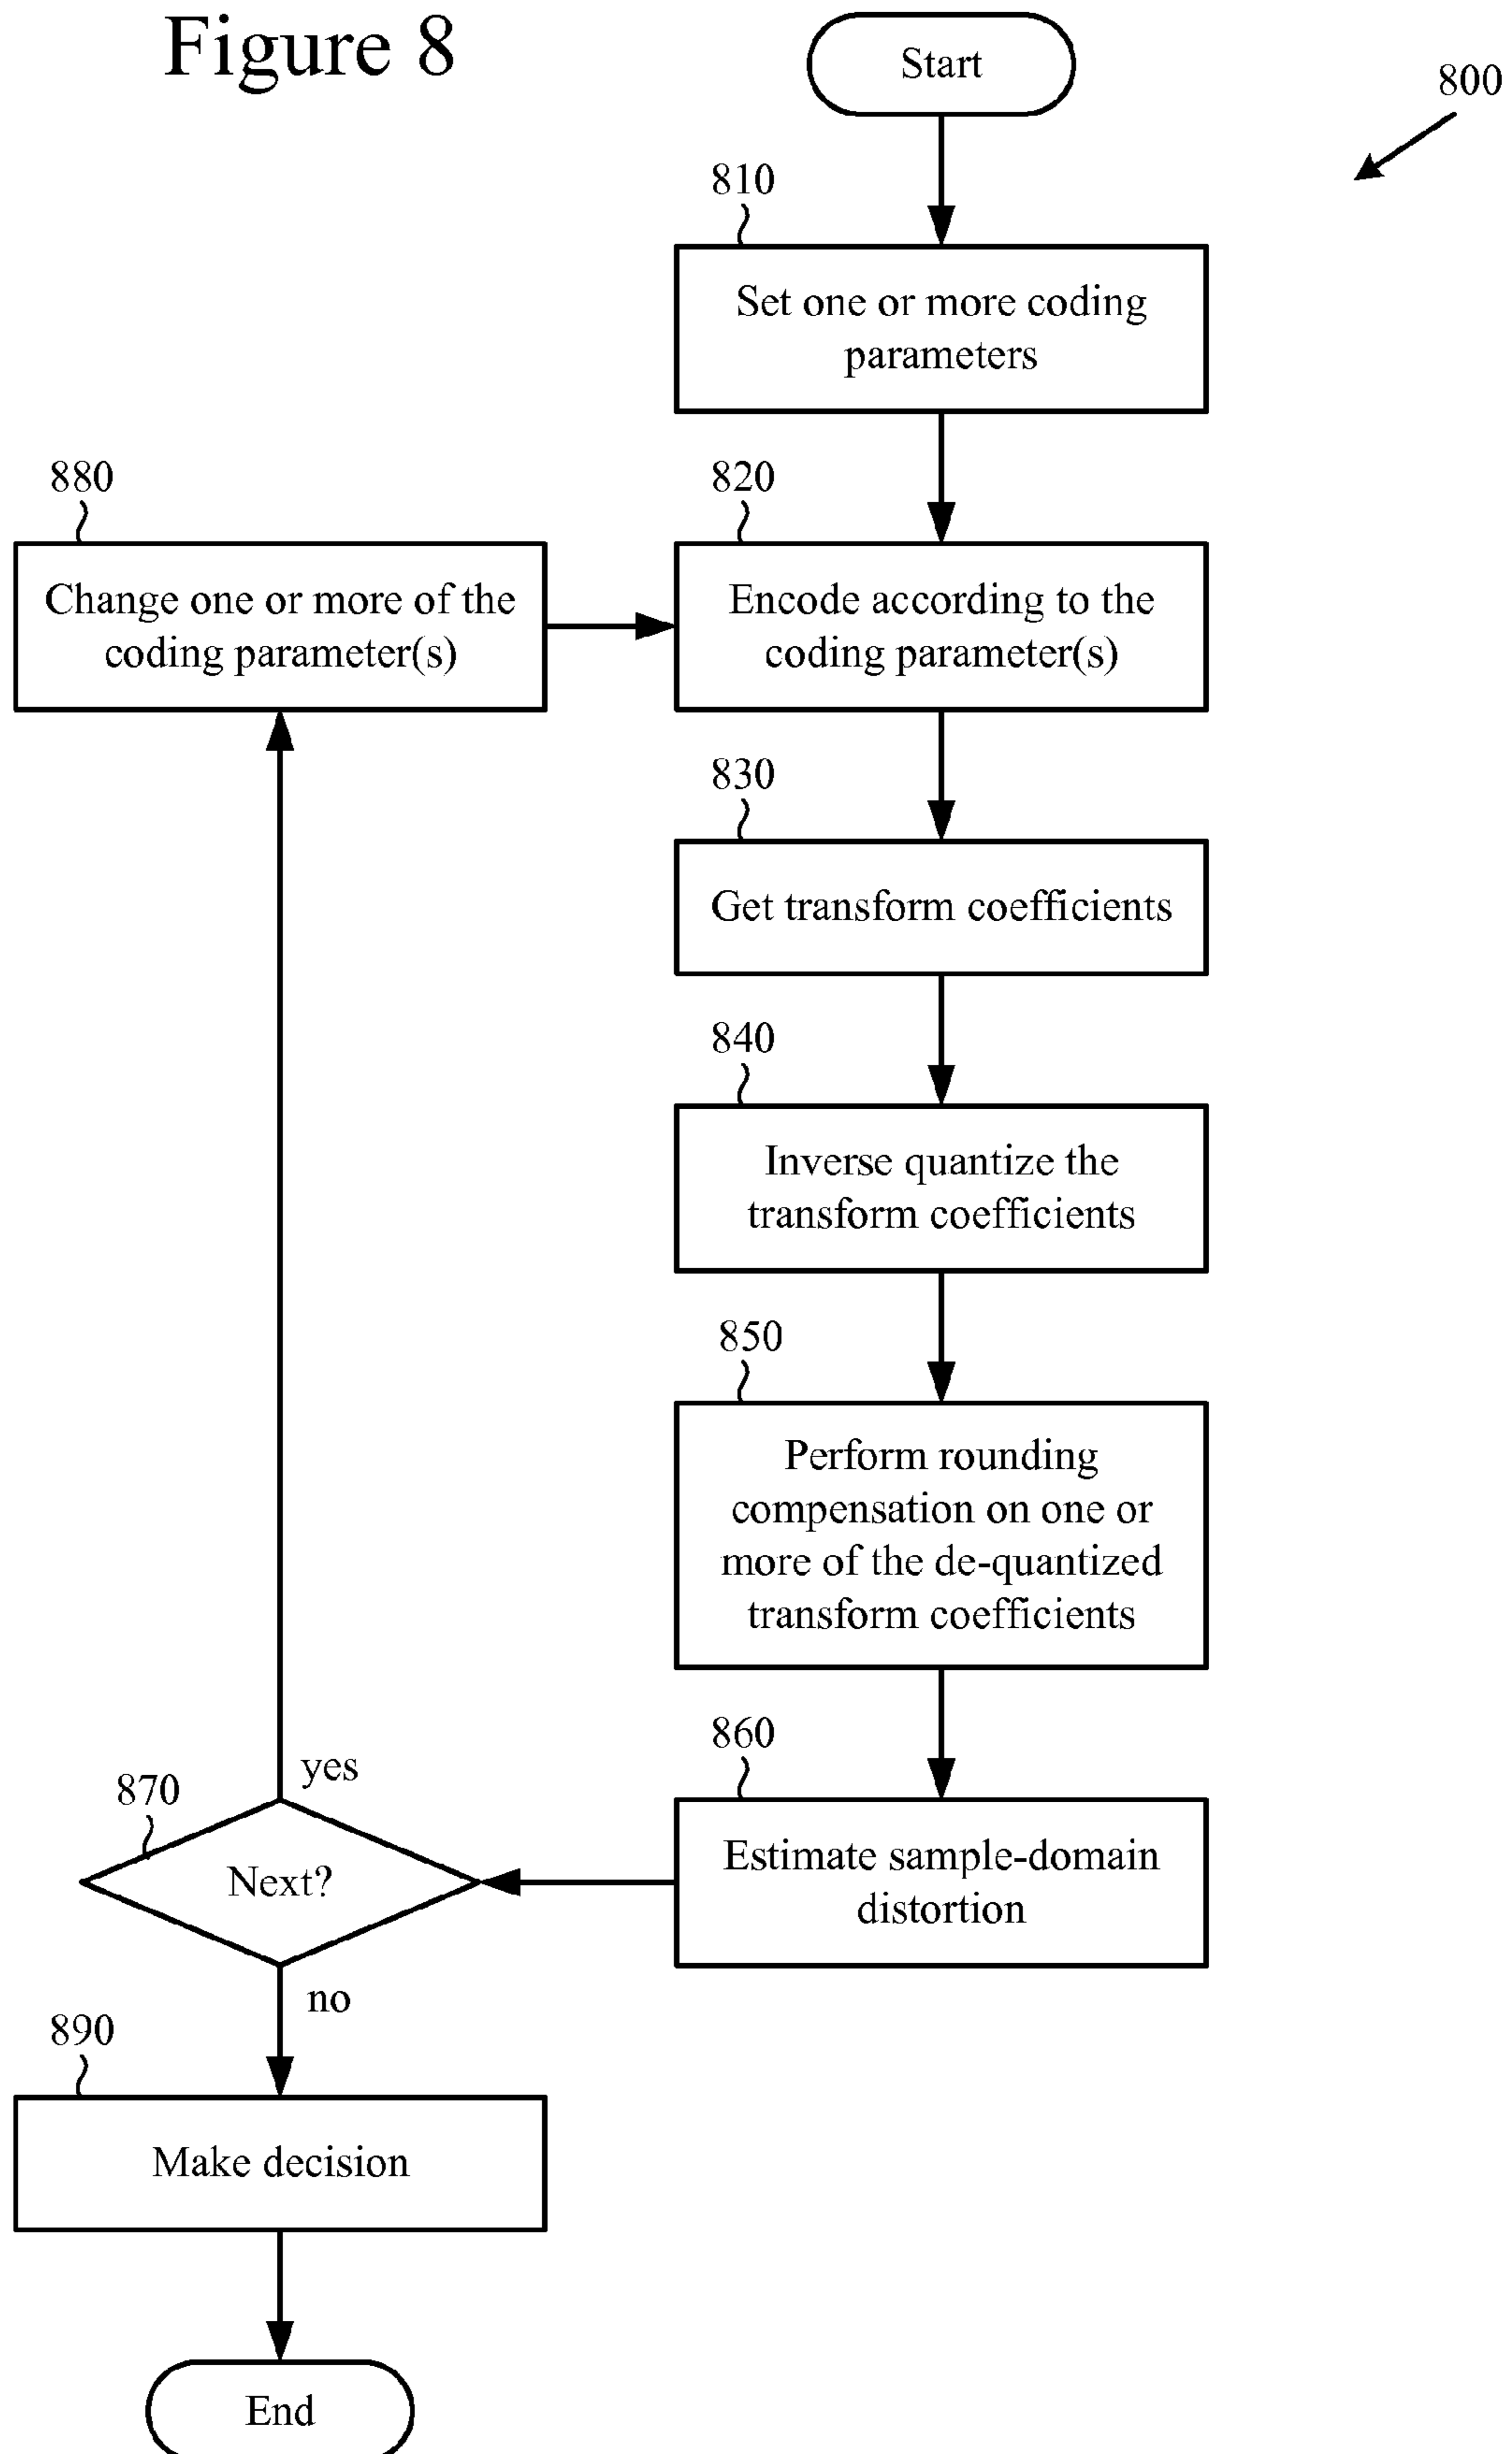 Figure 8
Start
800
810
Set one or more coding
parameters
880
Change one or more of the
coding parameter(s)
820
Encode according to the
coding parameter(s)
830
Get transform coefficients
840
Inverse quantize the
transform coefficients
850
Perform rounding
compensation on one or
more of the de-quantized
transform coefficients
860
Estimate sample-domain
distortion
870
Next?
yes
no
890
Make decision
End